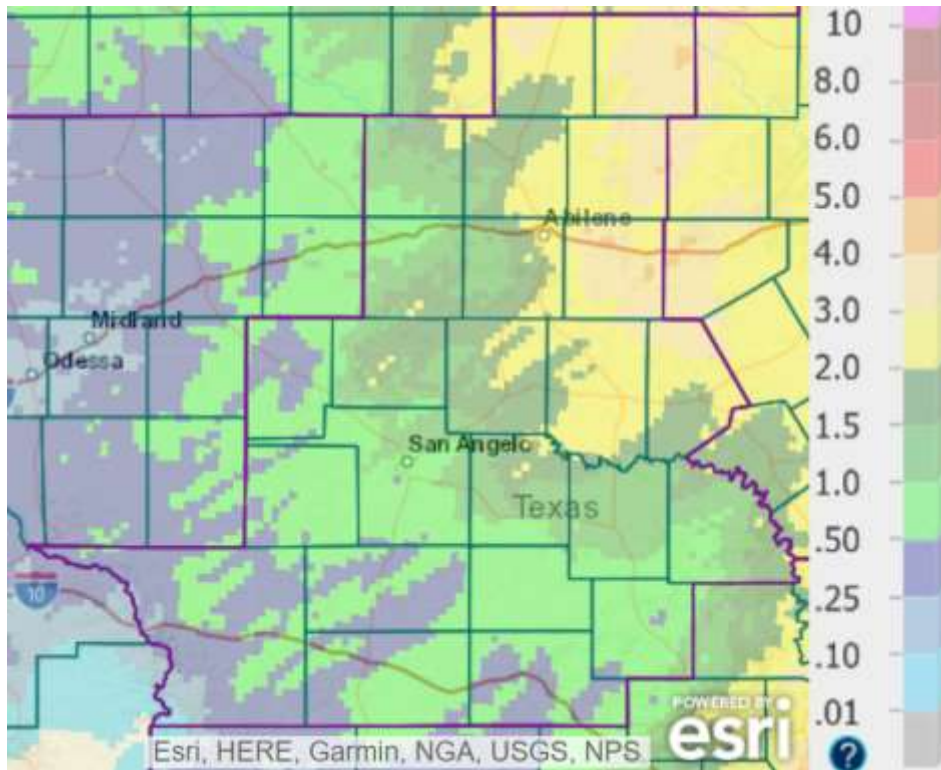 10
8.0
6.0
5.0
Abilene
4.0
3.0
Midland
Odessa
2.0
1.5
San Angelo
1.0
Texas
.50
10
.25
.10
POWERED BY
esri
.01
Esri, HERE, Garmin, NGA, USGS, NPS
?